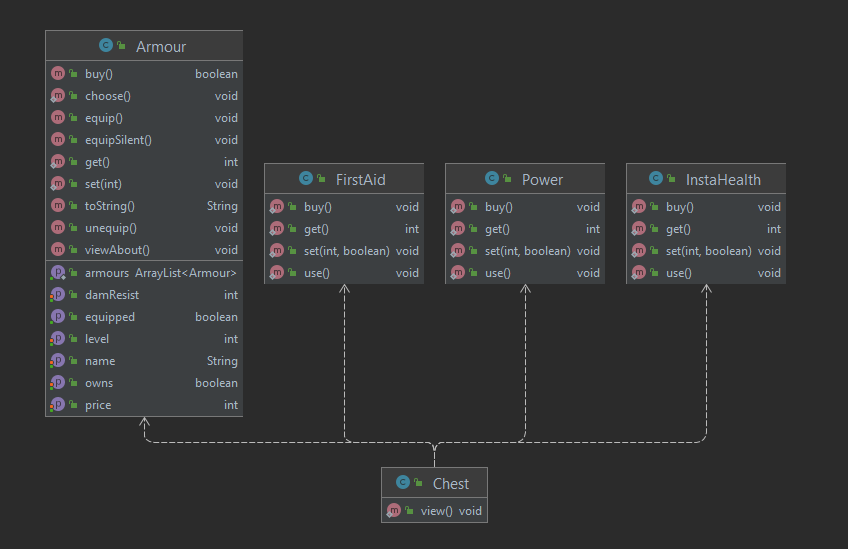 Armour
buy() boolean
choose() void
equip() void
equipSilent() void
get() int
set(int) void
toString() String
unequip() void
viewAbout() void
armours ArrayList<Armour>
damResist int
equipped boolean
level int
name String
owns boolean
price int
FirstAid
buy() void
get() int
set(int, boolean) void
use() void
Power
buy() void
get() int
set(int, boolean) void
use() void
InstaHealth
buy() void
get() int
set(int, boolean) void
use() void
Chest
view() void